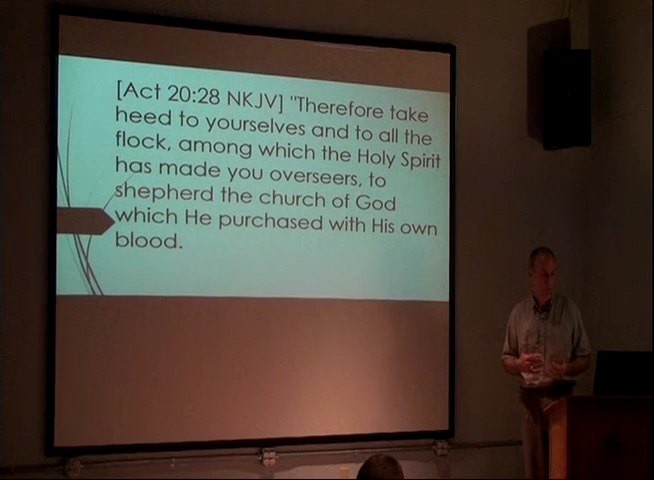 [Act 20:28 NKJV] "Therefore take
heed to yourselves and to all the
flock, among which the Holy Spirit
has made you overseers, to
shepherd the church of God
which He purchased with His own
blood.